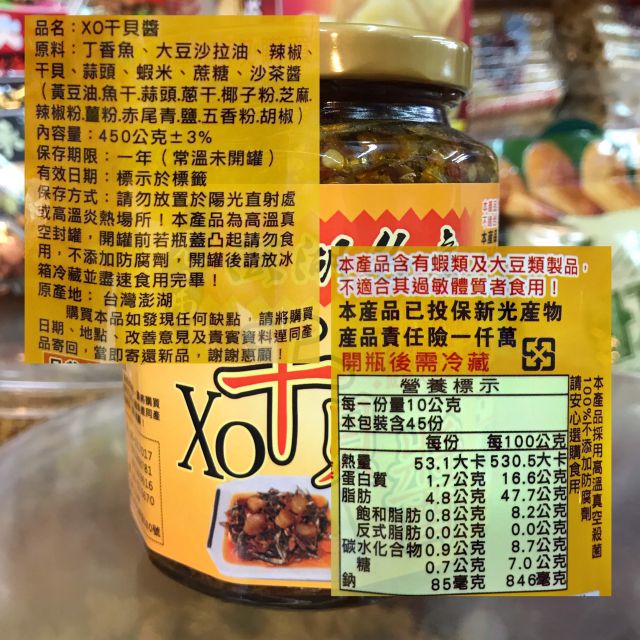 品名：XO干貝醬
原料：丁香魚、大豆沙拉油、辣椒、
干貝、蒜頭、蝦米、蔗糖、沙茶醬
（黃豆油.魚干.蒜頭.蔥干.椰子粉.芝麻.
辣椒粉.薑粉.赤尾青.鹽.五香粉.胡椒）
內容量：450公克±3%
保存期限：一年（常溫未開罐）
有效日期：標示於標籤
保存方式：請勿放置於陽光直射處
或高溫炎熱場所！本產品為高溫真
空封罐，開罐前若瓶蓋凸起請勿食
用，不添加防腐劑，開罐後請放冰
箱冷藏並盡速食用完畢！
原產地：台灣澎湖
購買本品如發現任何缺點，請將購買
日期、地點、改善意見及貴賓資料連同產
品寄回，當即寄還新品，謝謝惠顧！
XO干
本產品含有蝦類及大豆類製品，
不適合其過敏體質者食用！
本產品已投保新光產物
產品責任險一仟萬
開瓶後需冷藏
營養標示
每一份量10公克
本包裝含45份
每份 每100公克
熱量 53.1大卡 530.5大卡
蛋白質 1.7公克 16.6公克
脂肪 4.8公克 47.7公克
飽和脂肪 0.8公克 8.2公克
反式脂肪 0.0公克 0.0公克
碳水化合物 0.9公克 8.7公克
糖 0.7公克 7.0公克
鈉 85毫克 846毫克
本產品採用高溫真空殺菌
100%不添加防腐劑
請安心選購食用